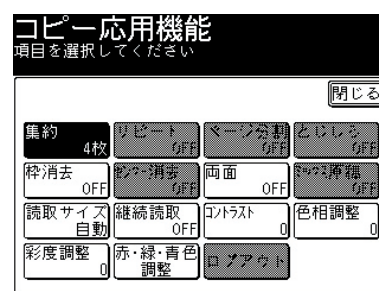 コピー応用機能
項目を選択してください
閉じる
集約
4枚
リピート
OFF
ページ分割
OFF
とじしろ
OFF
枠消去
OFF
センター消去
OFF
両面
OFF
原稿
OFF
読取サイズ
自動
継続読取
OFF
コントラスト
0
色相調整
0
彩度調整
0
赤・緑・青色
調整
ログアウト